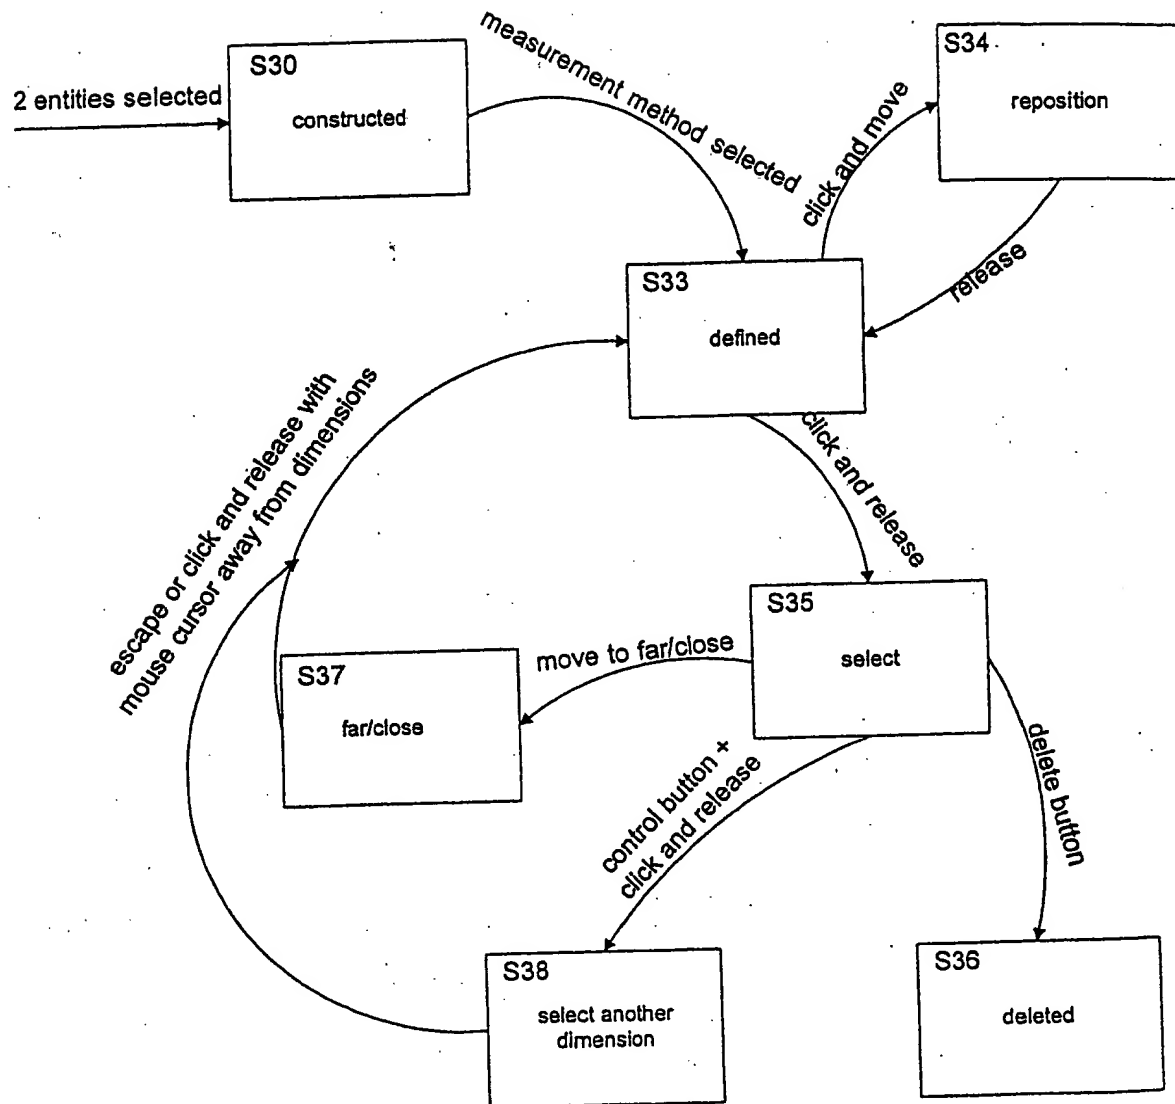 2 entities selected
S30
constructed
measurement method selected
S34
reposition
click and move
release
S33
defined
click and release
escape or click and release with
mouse cursor away from dimensions
S35
select
move to far/close
S37
far/close
control button +
click and release
delete button
S38
select another
dimension
S36
deleted